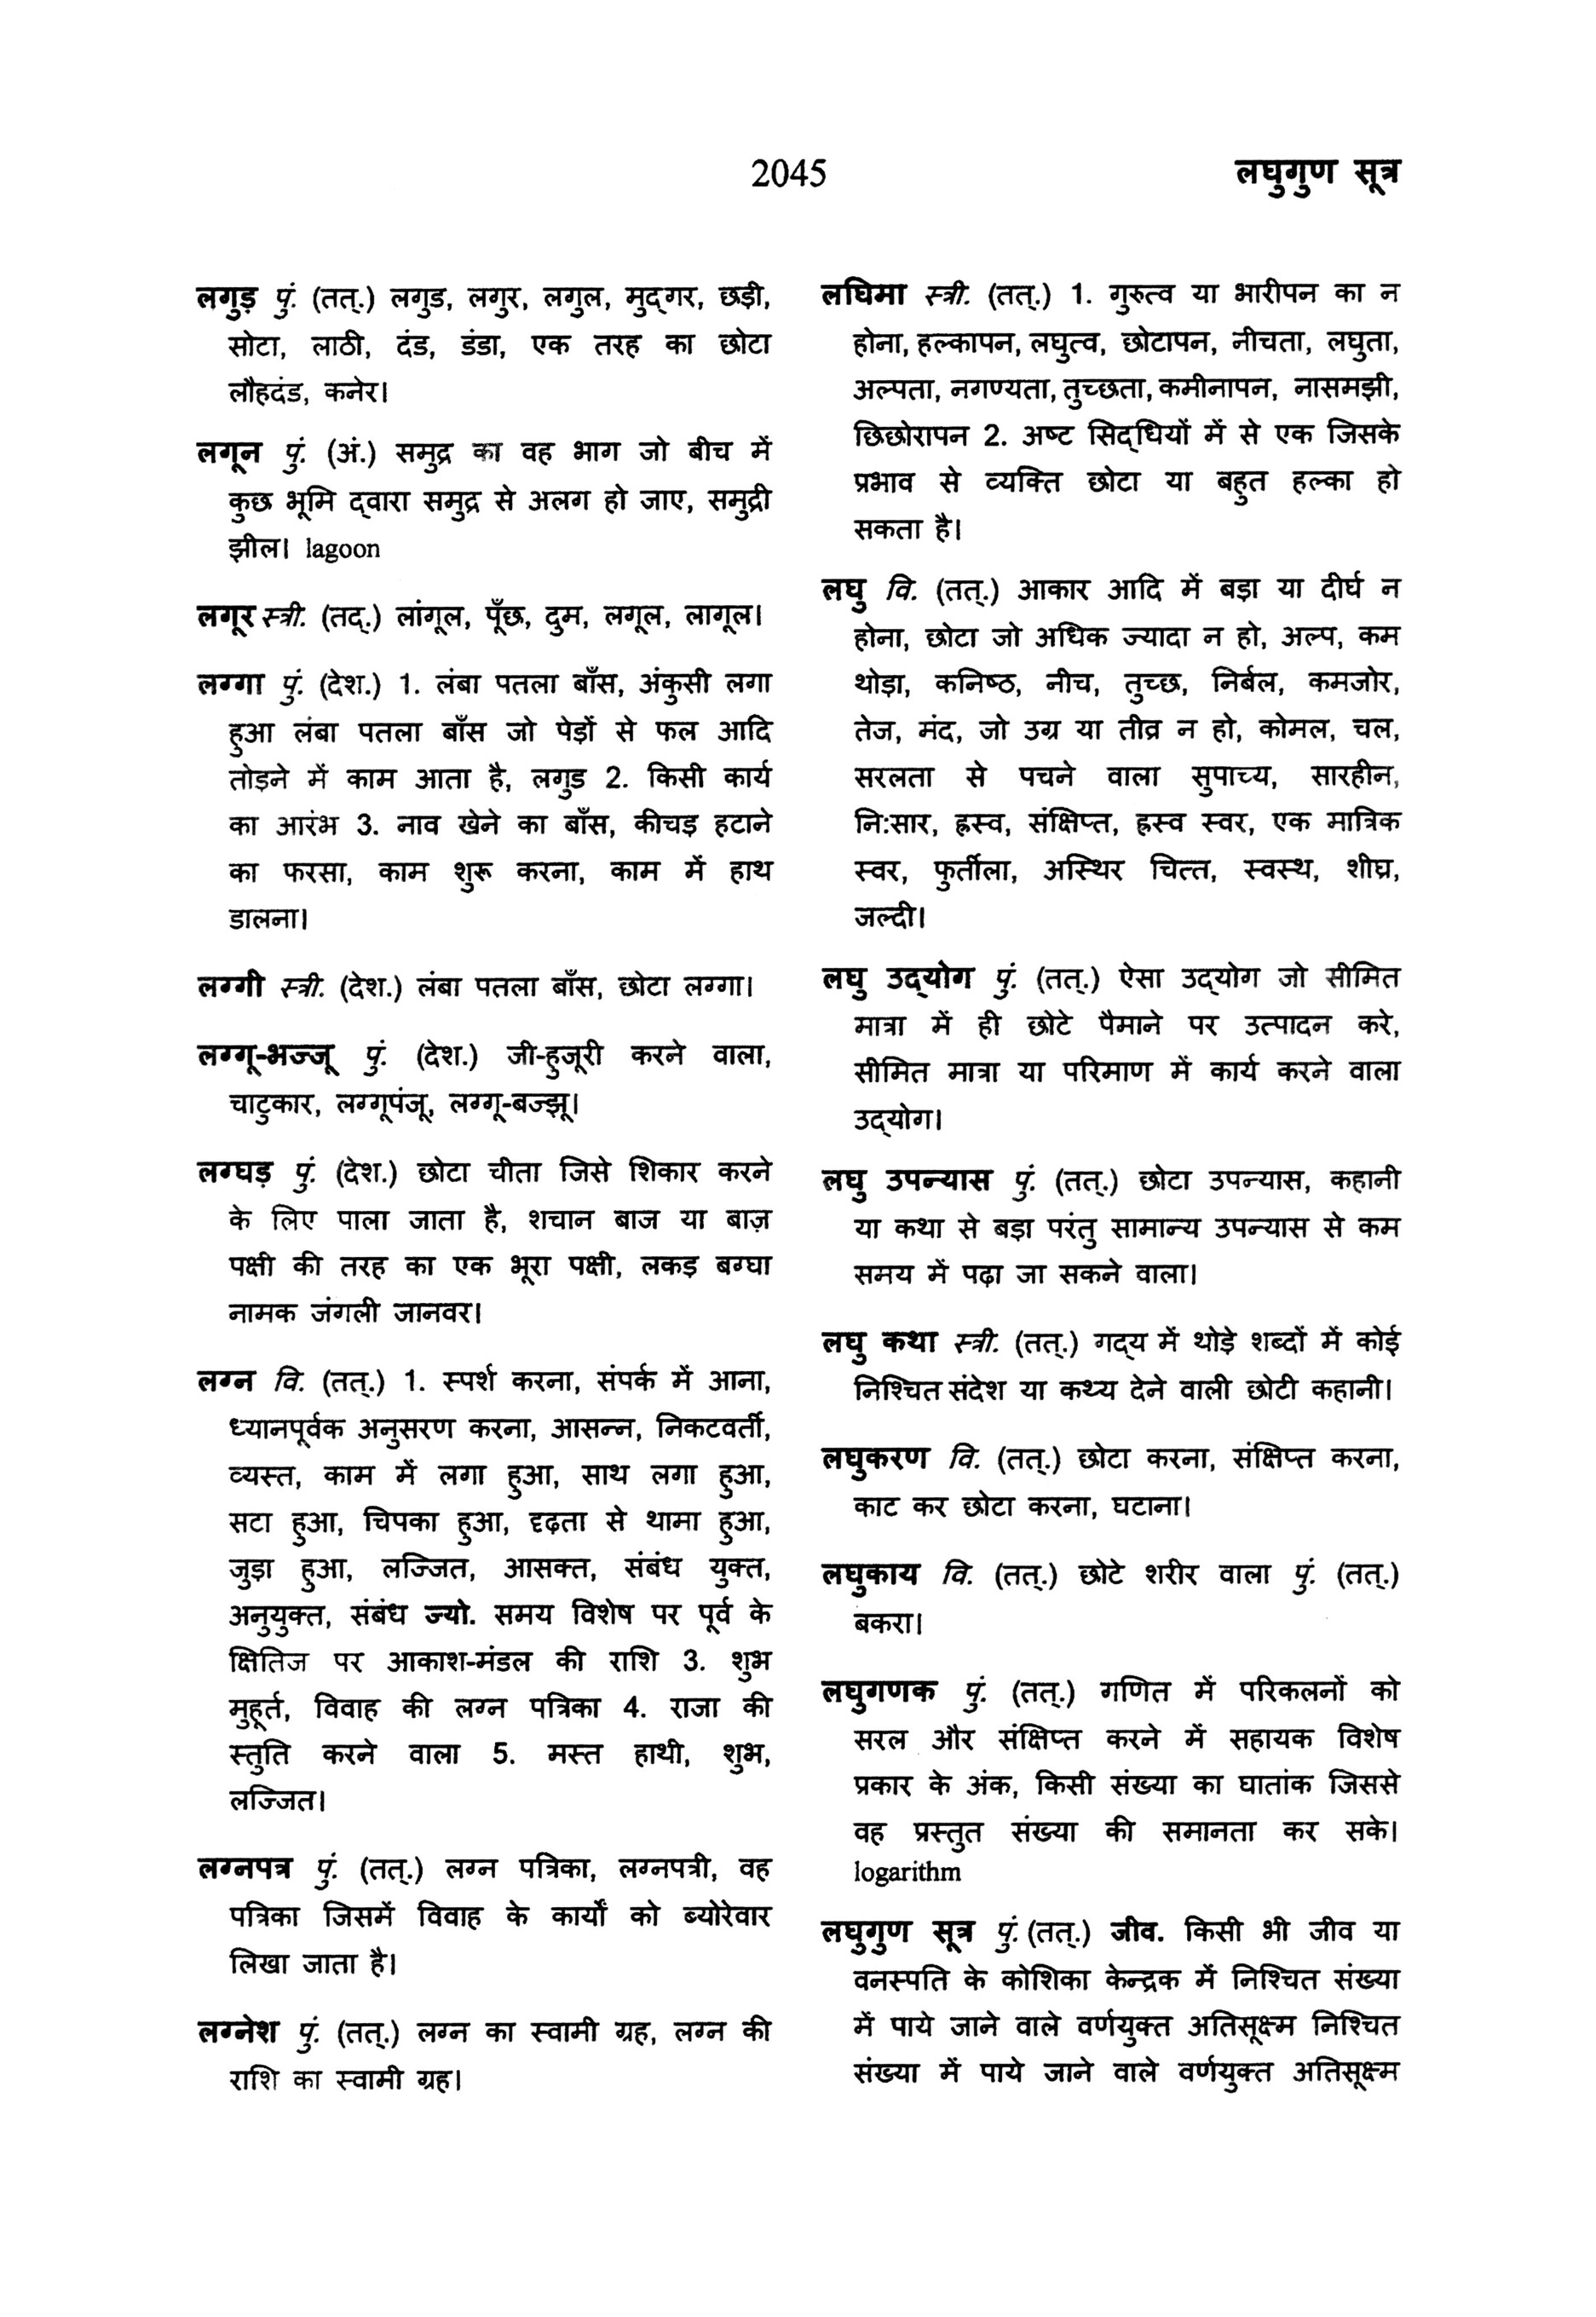 2045
लघुगुण सूत्र
लगुड़ पुं. (तत्.) लगुड, लगुर, लगुल, मुद्‌गर, छड़ी,
सोटा, लाठी, दंड, डंडा, एक तरह का छोटा
लौहदंड, कनेर।
लगून पुं. (अं.) समुद्र का वह भाग जो बीच में
कुछ भूमि द्‌वारा समुद्र से अलग हो जाए, समुद्री
झील। lagoon
लगूर स्त्री. (तद्.) लांगूल, पूँछ, दुम, लगूल, लागूल।
लग्गा पुं. (देश.) 1. लंबा पतला बाँस, अंकुसी लगा
हुआ लंबा पतला बाँस जो पेड़ों से फल आदि
तोड़ने में काम आता है, लगुड 2. किसी कार्य
का आरंभ 3. नाव खेने का बाँस, कीचड़ हटाने
का फरसा, काम शुरू करना, काम में हाथ
डालना।
लग्गी स्त्री. (देश.) लंबा पतला बाँस, छोटा लग्गा।
लग्गू-भज्जू पुं. (देश.) जी-हुजूरी करने वाला,
चाटुकार, लग्गूपंजू, लग्गू-बज्झू।
लग्घड़ पुं. (देश.) छोटा चीता जिसे शिकार करने
के लिए पाला जाता है, शचान बाज या बाज़
पक्षी की तरह का एक भूरा पक्षी, लकड़ बग्घा
नामक जंगली जानवर।
लग्न वि. (तत्.) 1. स्पर्श करना, संपर्क में आना,
ध्यानपूर्वक अनुसरण करना, आसन्न, निकटवर्ती,
व्यस्त, काम में लगा हुआ, साथ लगा हुआ,
सटा हुआ, चिपका हुआ, दृढ़ता से थामा हुआ,
जुड़ा हुआ, लज्जित, आसक्त, संबंध युक्त,
अनुयुक्त, संबंध ज्यो. समय विशेष पर पूर्व के
क्षितिज पर आकाश-मंडल की राशि 3. शुभ
मुहूर्त, विवाह की लग्न पत्रिका 4. राजा की
स्तुति करने वाला 5. मस्त हाथी, शुभ,
लज्जित।
लग्नपत्र पुं. (तत्.) लग्न पत्रिका, लग्नपत्री, वह
पत्रिका जिसमें विवाह के कार्यों को ब्योरेवार
लिखा जाता है।
लग्नेश पुं. (तत्.) लग्न का स्वामी ग्रह, लग्न की
राशि का स्वामी ग्रह।
लघिमा स्त्री. (तत्.) 1. गुरुत्व या भारीपन का न
होना, हल्कापन, लघुत्व, छोटापन, नीचता, लघुता,
अल्पता, नगण्यता, तुच्छता, कमीनापन, नासमझी,
छिछोरापन 2. अष्ट सिद्‌धियों में से एक जिसके
प्रभाव से व्यक्ति छोटा या बहुत हल्का हो
सकता है।
लघु वि. (तत्.) आकार आदि में बड़ा या दीर्घ न
होना, छोटा जो अधिक ज्यादा न हो, अल्प, कम
थोड़ा, कनिष्ठ, नीच, तुच्छ, निर्बल, कमजोर,
तेज, मंद, जो उग्र या तीव्र न हो, कोमल, चल,
सरलता से पचने वाला सुपाच्य, सारहीन,
नि:सार, ह्रस्व, संक्षिप्त, ह्रस्व स्वर, एक मात्रिक
स्वर, फुर्तीला, अस्थिर चित्त, स्वस्थ, शीघ्र,
जल्दी।
लघु उद्‌योग पुं. (तत्.) ऐसा उद्‌योग जो सीमित
मात्रा में ही छोटे पैमाने पर उत्पादन करे,
सीमित मात्रा या परिमाण में कार्य करने वाला
उद्‌योग।
लघु उपन्यास पुं. (तत्.) छोटा उपन्यास, कहानी
या कथा से बड़ा परंतु सामान्य उपन्यास से कम
समय में पढ़ा जा सकने वाला।
लघु कथा स्त्री. (तत्.) गद्‌य में थोड़े शब्दों में कोई
निश्चित संदेश या कथ्य देने वाली छोटी कहानी।
लघुकरण वि. (तत्.) छोटा करना, संक्षिप्त करना,
काट कर छोटा करना, घटाना।
लघुकाय वि. (तत्.) छोटे शरीर वाला पुं. (तत्.)
बकरा।
लघुगणक पुं. (तत्.) गणित में परिकलनों को
सरल और संक्षिप्त करने में सहायक विशेष
प्रकार के अंक, किसी संख्या का घातांक जिससे
वह प्रस्तुत संख्या की समानता कर सके।
logarithm
लघुगुण सूत्र पुं. (तत्.) जीव. किसी भी जीव या
वनस्पति के कोशिका केन्द्रक में निश्चित संख्या
में पाये जाने वाले वर्णयुक्त अतिसूक्ष्म निश्चित
संख्या में पाये जाने वाले वर्णयुक्त अतिसूक्ष्म